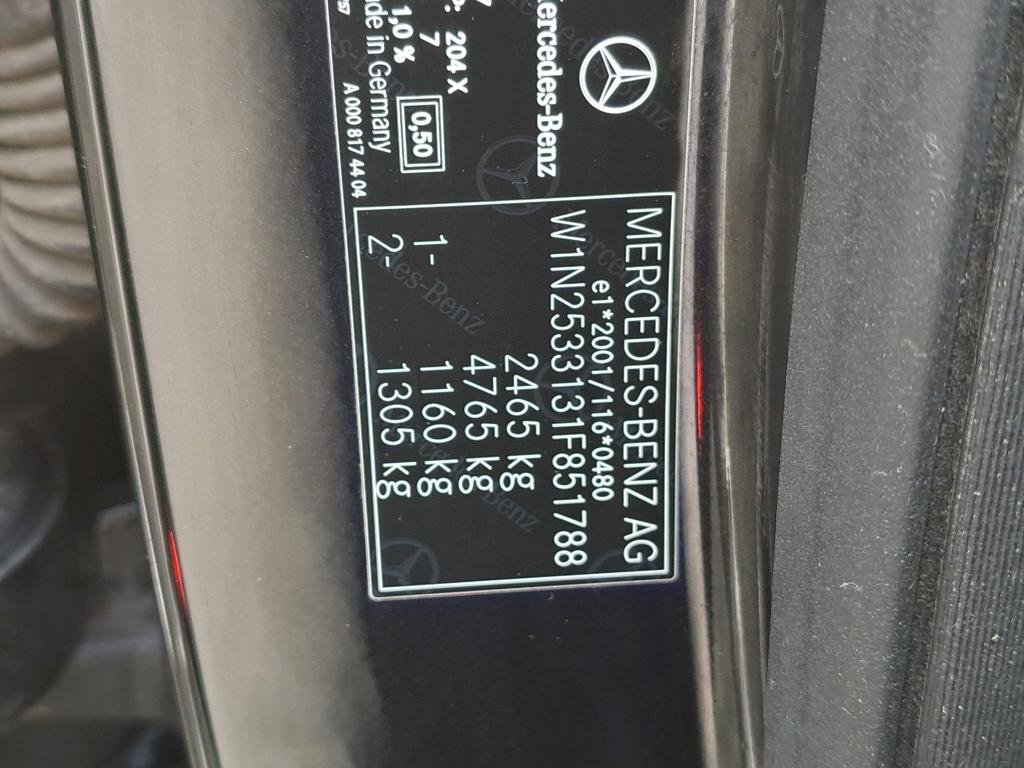 Mercedes-Benz
204 X
7
1,0 %
0,50
de in Germany
A 000 817 44 04
MERCEDES-BENZ AG
e1*2001/116*0480
W1N2533131F851788
2465 kg
4765 kg
1- 1160 kg
2- 1305 kg